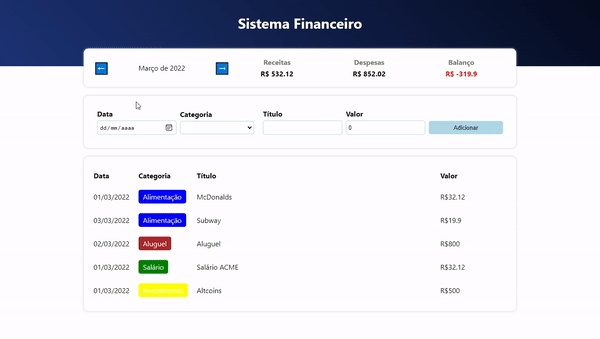 Sistema Financeiro
← Março de 2022 → Receitas Despesas Balanço
R$ 532.12 R$ 852.02 R$ -319.9
Data Categoria Título Valor
dd/mm/aaaa 0 Adicionar
Data Categoria Título Valor
01/03/2022 Alimentação McDonalds R$32.12
03/03/2022 Alimentação Subway R$19.9
02/03/2022 Aluguel Aluguel R$800
01/03/2022 Salário Salário ACME R$32.12
01/03/2022 Altcoins R$500